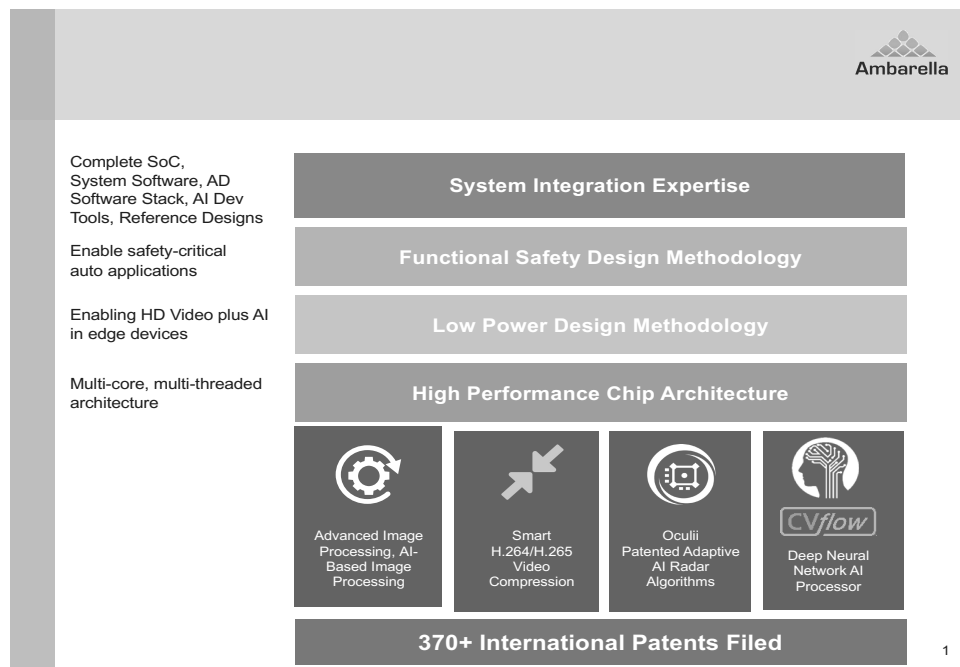 Ambarella
Complete SoC,
System Software, AD
Software Stack, AI Dev
Tools, Reference Designs
System Integration Expertise
Enable safety-critical
auto applications
Functional Safety Design Methodology
Enabling HD Video plus AI
in edge devices
Low Power Design Methodology
Multi-core, multi-threaded
architecture
High Performance Chip Architecture
Advanced Image
Processing, AI-
Based Image
Processing
Smart
H.264/H.265
Video
Compression
Oculii
Patented Adaptive
AI Radar
Algorithms
CVflow
Deep Neural
Network AI
Processor
370+ International Patents Filed
1